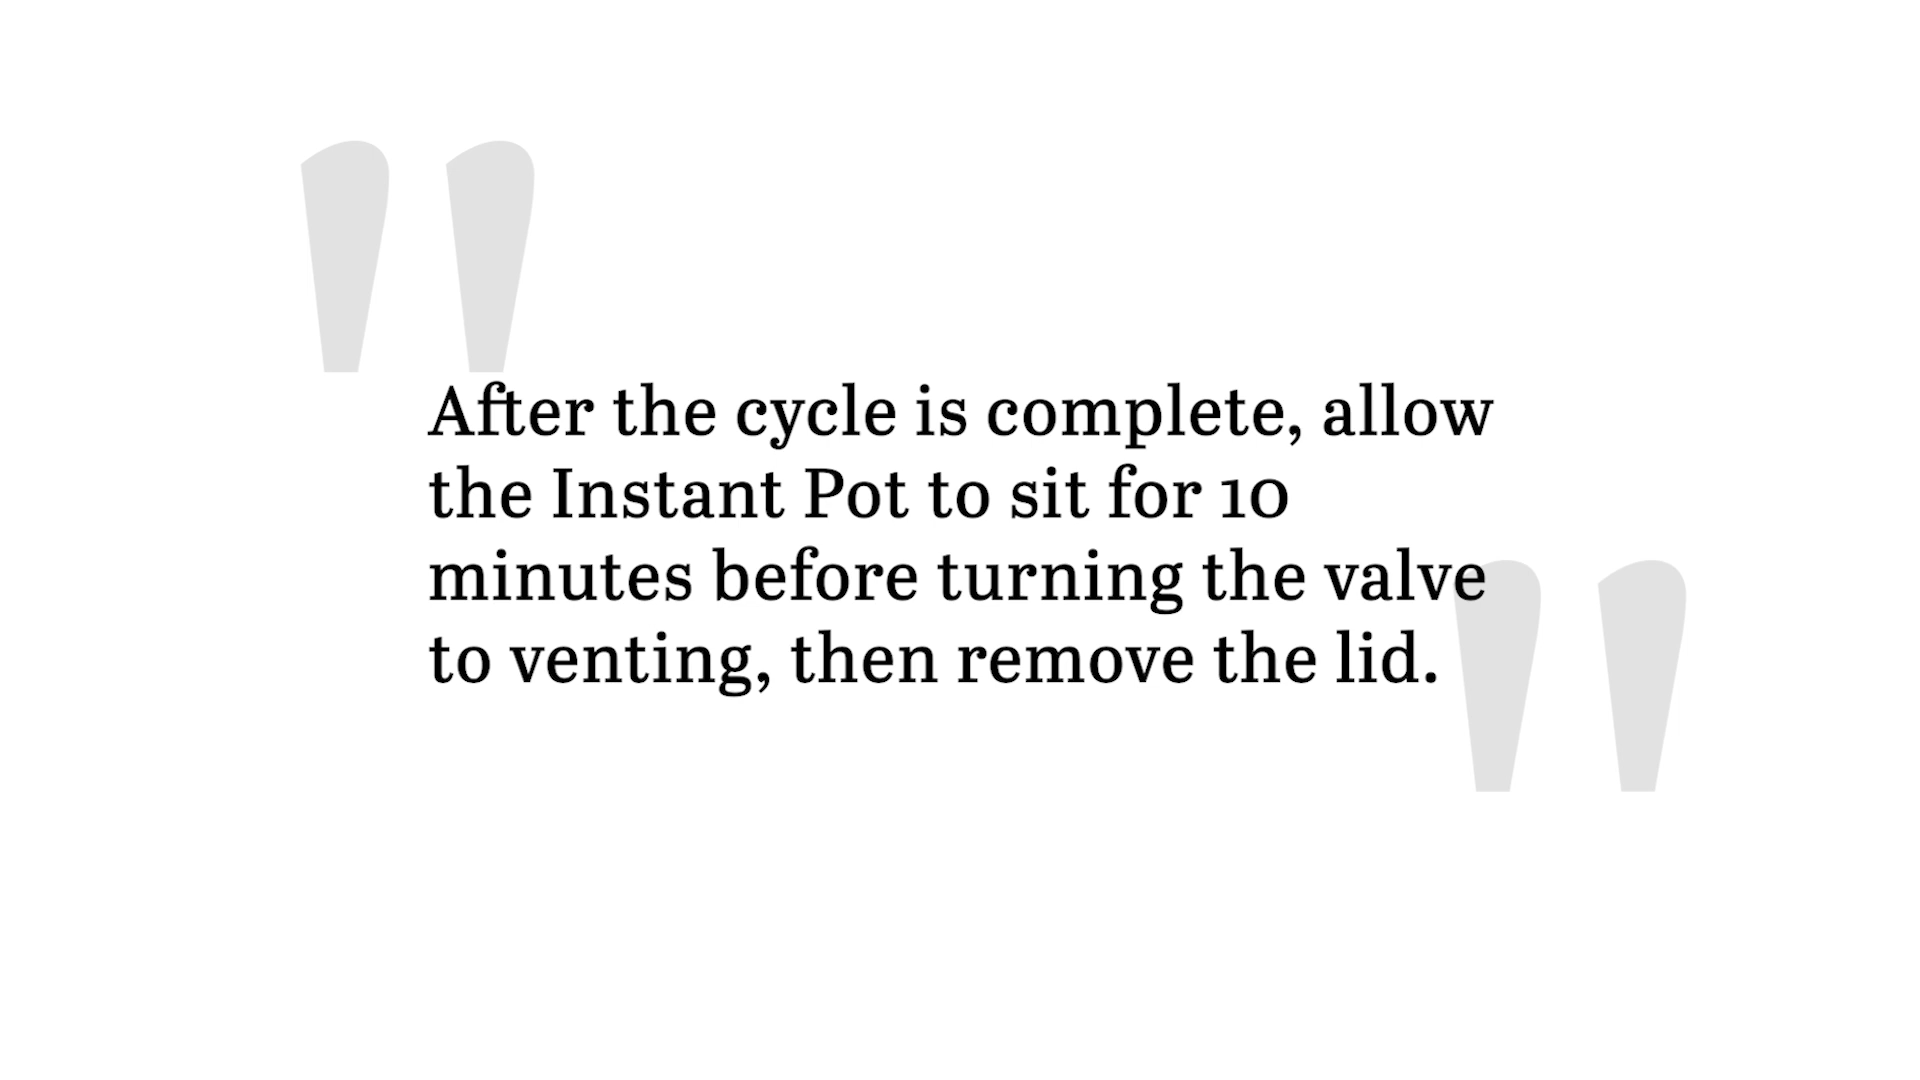 "
After the cycle is complete, allow
the Instant Pot to sit for 10
minutes before turning the valve
to venting, then remove the lid.
"